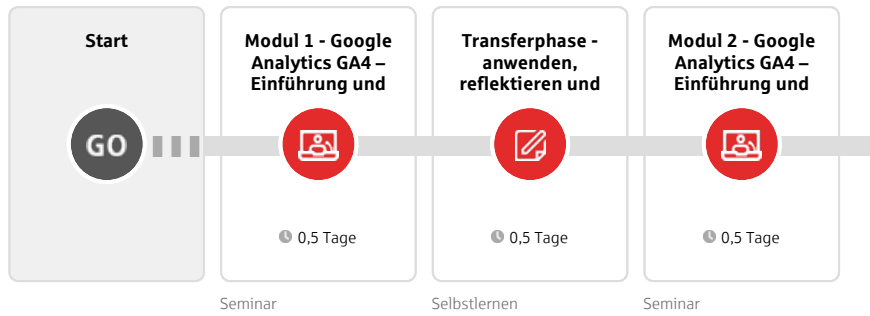 Start
GO
Modul 1 - Google
Analytics GA4 –
Einführung und
0,5 Tage
Seminar
Transferphase -
anwenden,
reflektieren und
0,5 Tage
Selbstlernen
Modul 2 - Google
Analytics GA4 –
Einführung und
0,5 Tage
Seminar